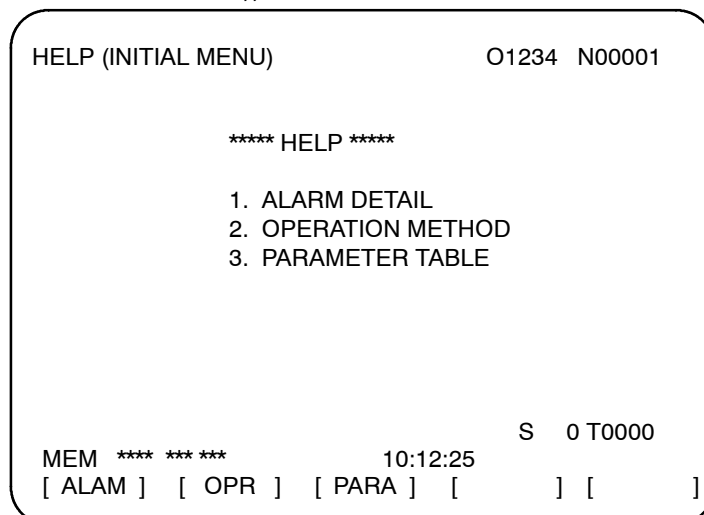 HELP (INITIAL MENU) O1234 N00001
***** HELP *****
1. ALARM DETAIL
2. OPERATION METHOD
3. PARAMETER TABLE
S 0 T0000
MEM **** *** *** 10:12:25
[ ALAM ] [ OPR ] [ PARA ] [ ] [ ]